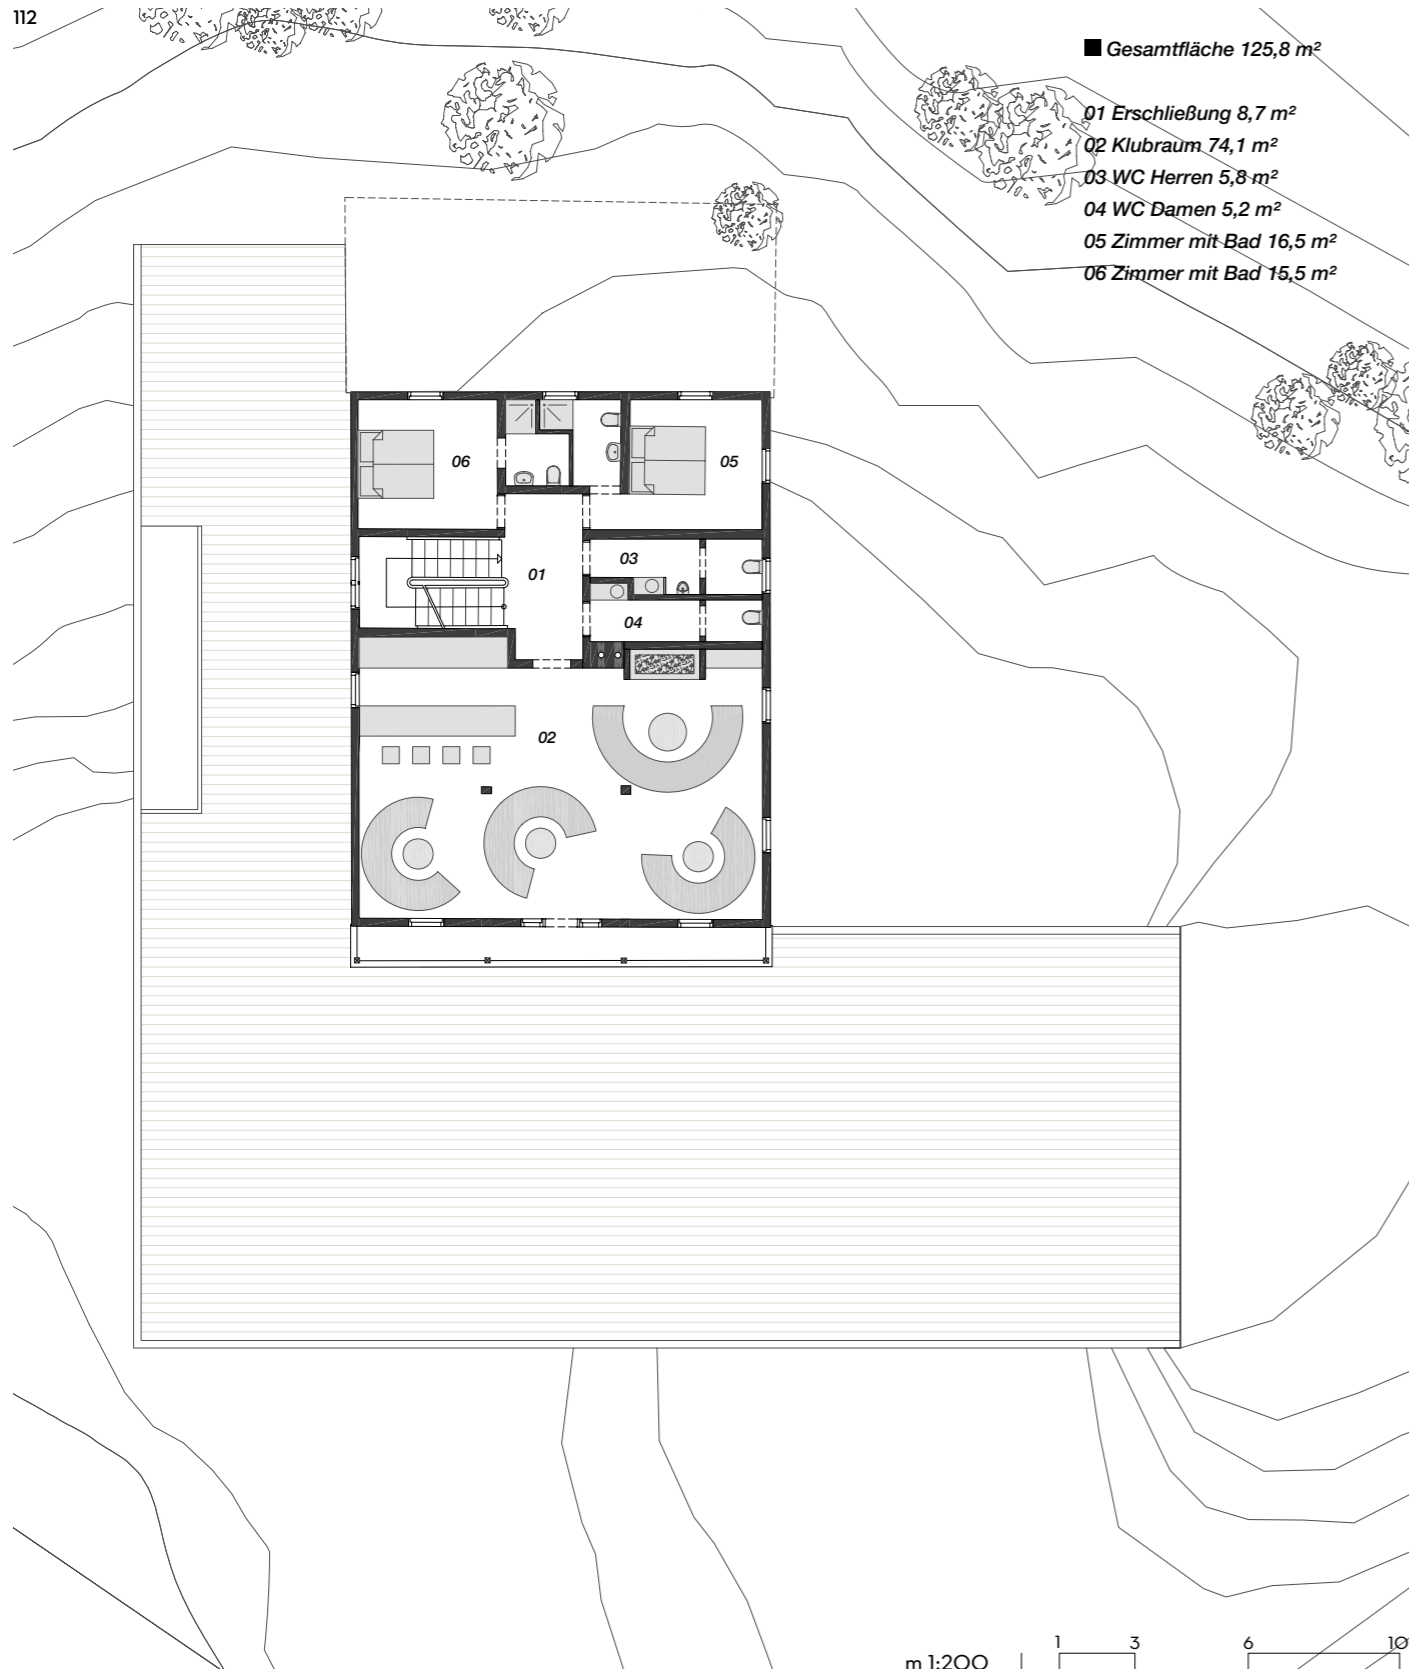 112
Gesamtfläche 125,8 m²
01 Erschließung 8,7 m²
02 Klubraum 74,1 m²
03 WC Herren 5,8 m²
04 WC Damen 5,2 m²
05 Zimmer mit Bad 16,5 m²
06 Zimmer mit Bad 15,5 m²
06
05
03
01
04
02
1 3 6 10
m 1:200